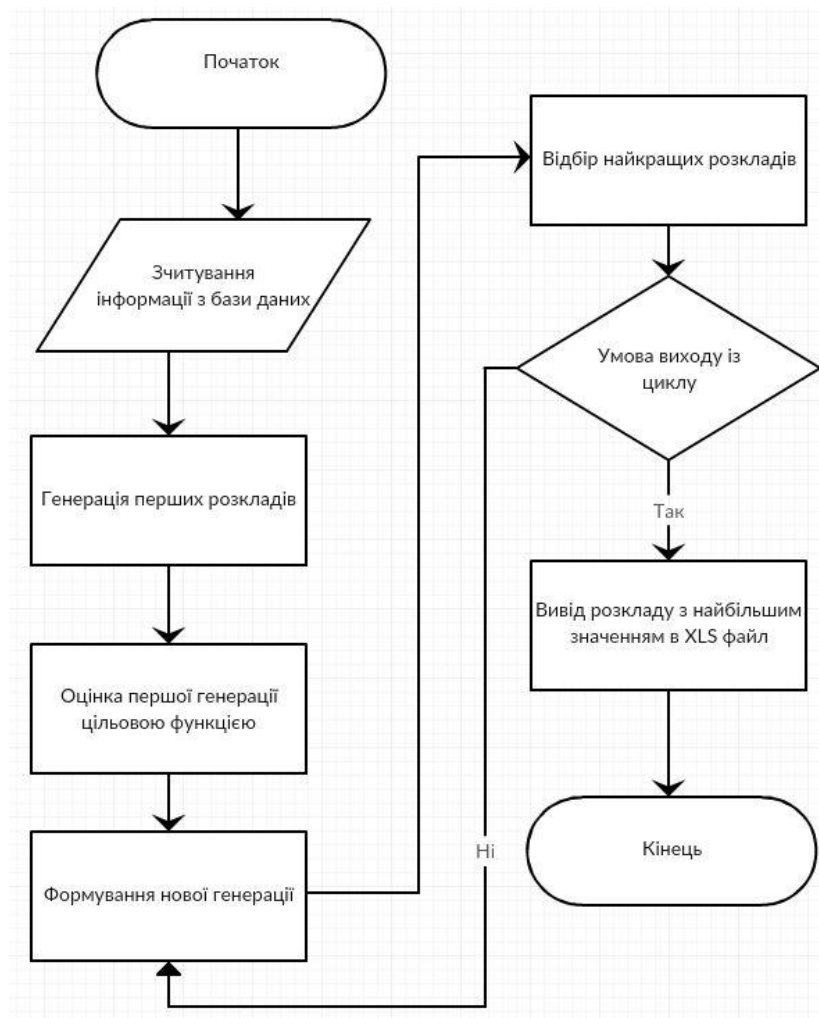 Початок
Зчитування
інформації з бази даних
Генерація перших розкладів
Оцінка першої генерації
цільовою функцією
Формування нової генерації
Відбір найкращих розкладів
Умова виходу із
циклу
Так
Ні
Вивід розкладу з найбільшим
значенням в XLS файл
Кінець